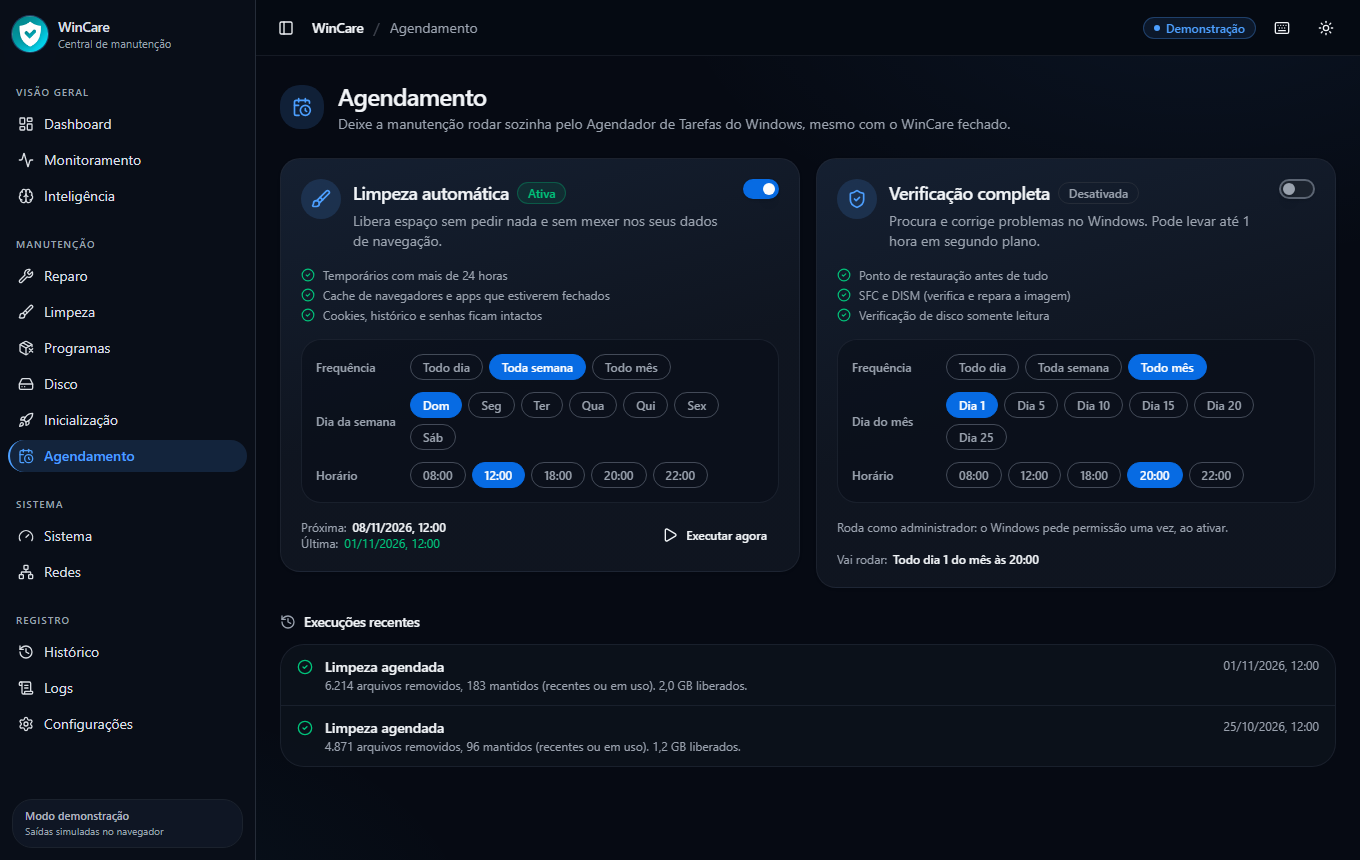 WinCare
Central de manutenção
VISÃO GERAL
Dashboard
Monitoramento
Inteligência
MANUTENÇÃO
Reparo
Limpeza
Programas
Disco
Inicialização
Agendamento
SISTEMA
Sistema
Redes
REGISTRO
Histórico
Logs
Configurações
Modo demonstração
Saídas simuladas no navegador
WinCare / Agendamento
Demonstração
Agendamento
Deixe a manutenção rodar sozinha pelo Agendador de Tarefas do Windows, mesmo com o WinCare fechado.
Limpeza automática Ativa
Libera espaço sem pedir nada e sem mexer nos seus dados
de navegação.
Temporários com mais de 24 horas
Cache de navegadores e apps que estiverem fechados
Cookies, histórico e senhas ficam intactos
Frequência Todo dia Toda semana Todo mês
Dia da semana Dom Seg Ter Qua Qui Sex
Sáb
Horário 08:00 12:00 18:00 20:00 22:00
Próxima: 08/11/2026, 12:00
Última: 01/11/2026, 12:00
Executar agora
Verificação completa Desativada
Procura e corrige problemas no Windows. Pode levar até 1
hora em segundo plano.
Ponto de restauração antes de tudo
SFC e DISM (verifica e repara a imagem)
Verificação de disco somente leitura
Frequência Todo dia Toda semana Todo mês
Dia do mês Dia 1 Dia 5 Dia 10 Dia 15 Dia 20
Dia 25
Horário 08:00 12:00 18:00 20:00 22:00
Roda como administrador: o Windows pede permissão uma vez, ao ativar.
Vai rodar: Todo dia 1 do mês às 20:00
Execuções recentes
Limpeza agendada 01/11/2026, 12:00
6.214 arquivos removidos, 183 mantidos (recentes ou em uso). 2,0 GB liberados.
Limpeza agendada 25/10/2026, 12:00
4.871 arquivos removidos, 96 mantidos (recentes ou em uso). 1,2 GB liberados.